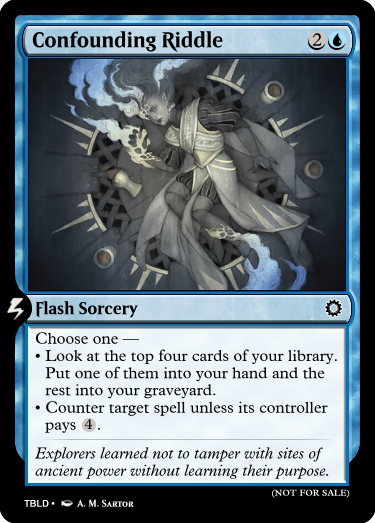 Confounding Riddle 2
Flash Sorcery
Choose one —
• Look at the top four cards of your library.
Put one of them into your hand and the
rest into your graveyard.
• Counter target spell unless its controller
pays 4.
Explorers learned not to tamper with sites of
ancient power without learning their purpose.
(NOT FOR SALE)
TBLD • A. M. Sartor